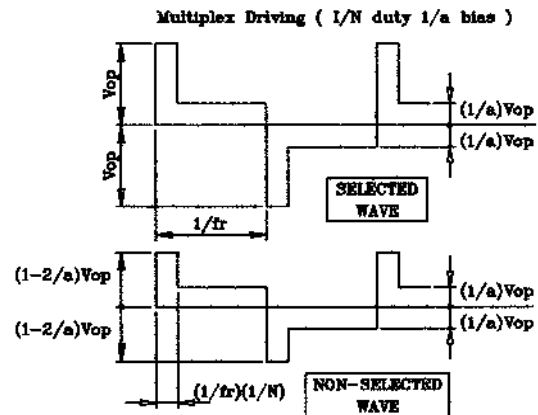 Multiplex Driving ( 1/N duty 1/a bias )
Vop
Vop
(1/a)Vop
(1/a)Vop
SELECTED
WAVE
1/fr
(1-2/a)Vop
(1-2/a)Vop
(1/a)Vop
(1/a)Vop
(1/fr)(1/N)
NON-SELECTED
WAVE